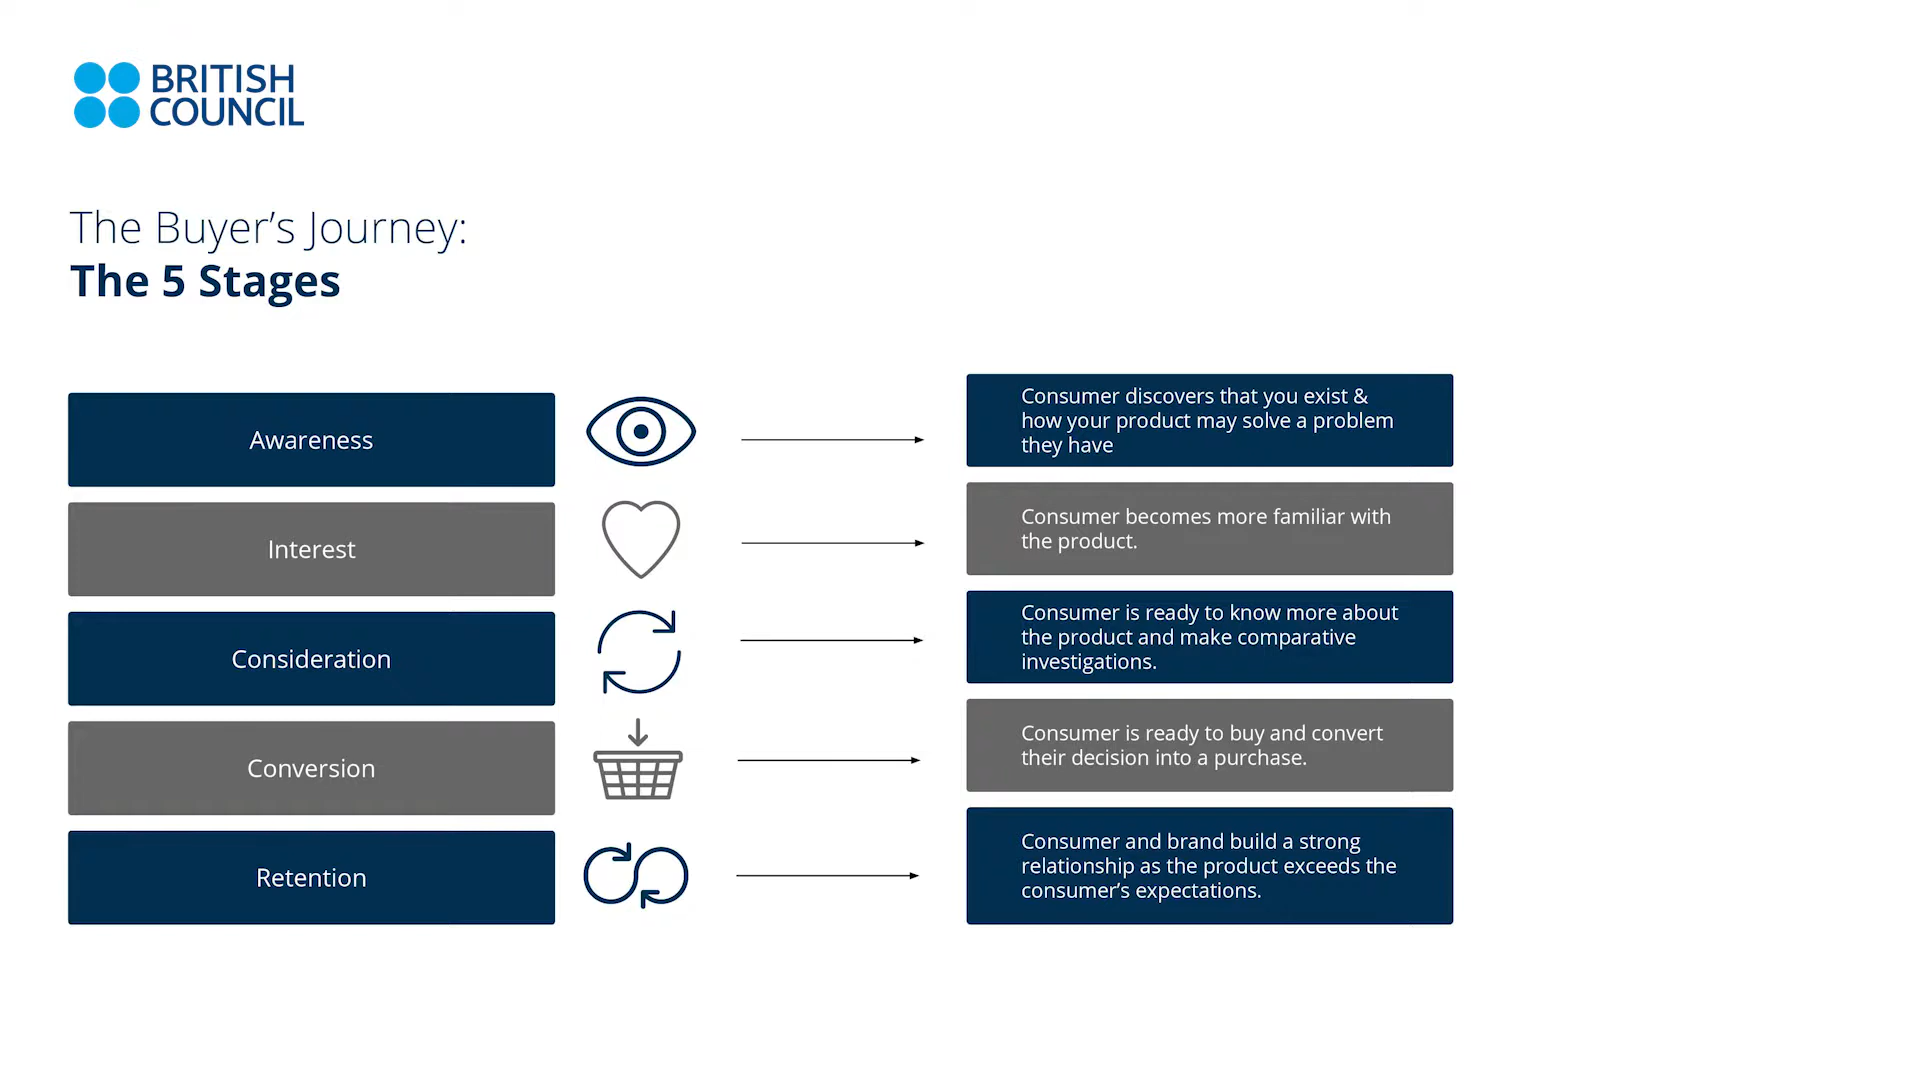 BRITISH
COUNCIL
The Buyer’s Journey:
The 5 Stages
Awareness
Consumer discovers that you exist &
how your product may solve a problem
they have
Interest
Consumer becomes more familiar with
the product.
Consideration
Consumer is ready to know more about
the product and make comparative
investigations.
Conversion
Consumer is ready to buy and convert
their decision into a purchase.
Retention
Consumer and brand build a strong
relationship as the product exceeds the
consumer’s expectations.